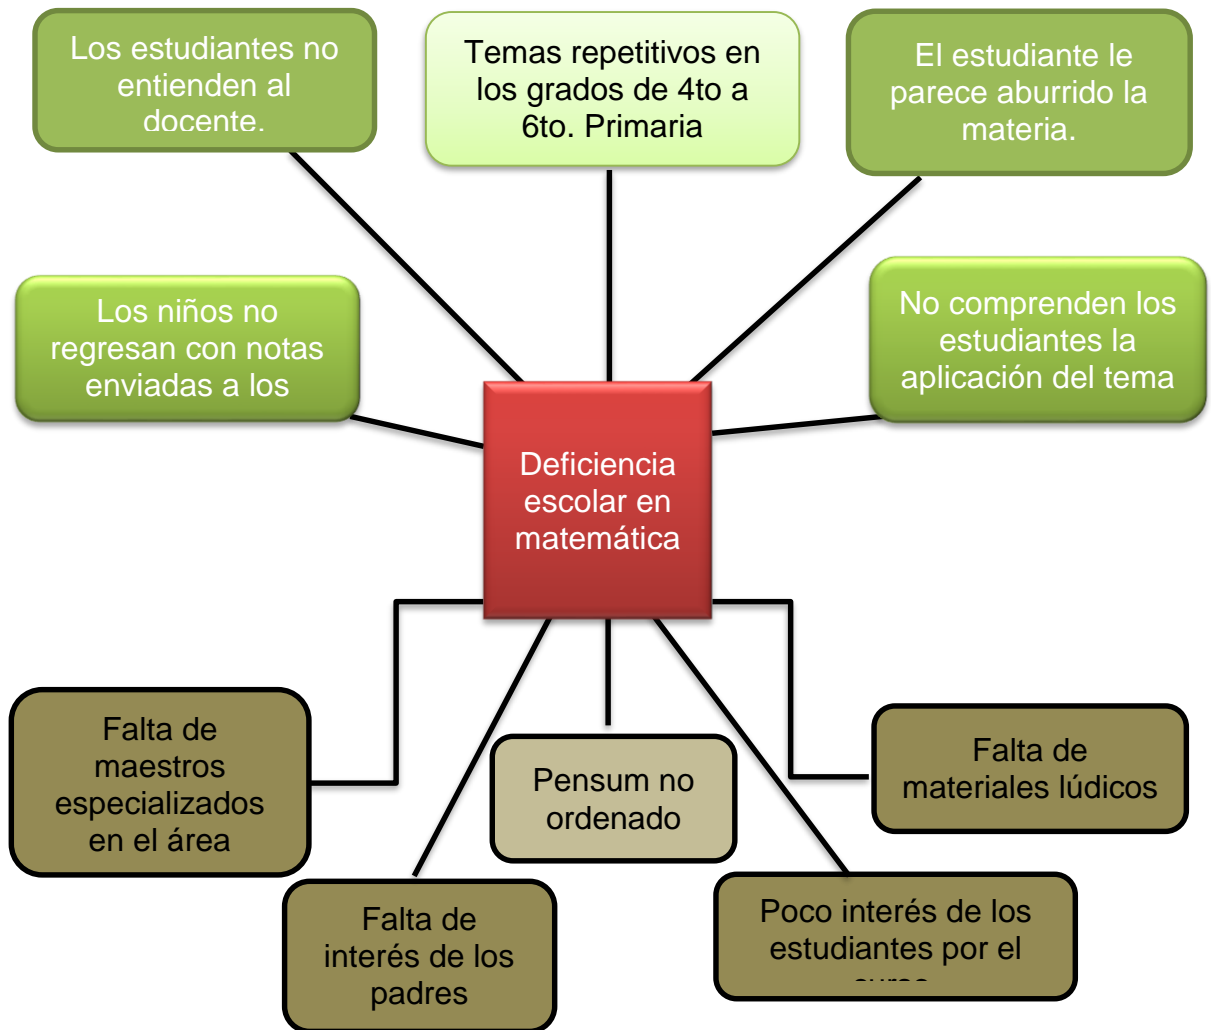 Los estudiantes no
entienden al
docente.
Temas repetitivos en
los grados de 4to a
6to. Primaria
El estudiante le
parece aburrido la
materia.
Los niños no
regresan con notas
enviadas a los
No comprenden los
estudiantes la
aplicación del tema
Deficiencia
escolar en
matemática
Falta de
maestros
especializados
en el área
Pensum no
ordenado
Falta de
materiales lúdicos
Falta de
interés de los
padres
Poco interés de los
estudiantes por el